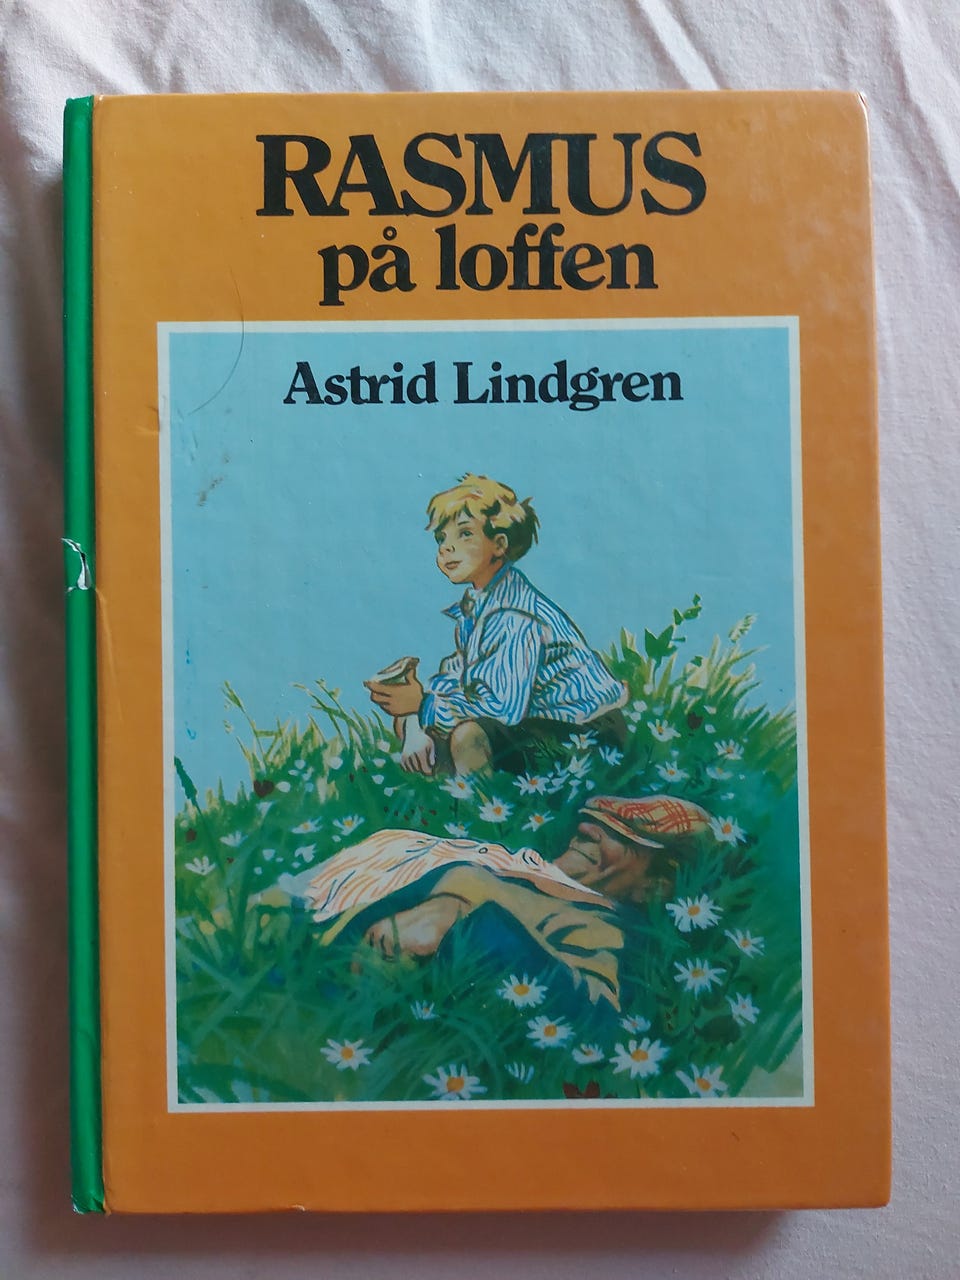 RASMUS
på loffen
Astrid Lindgren